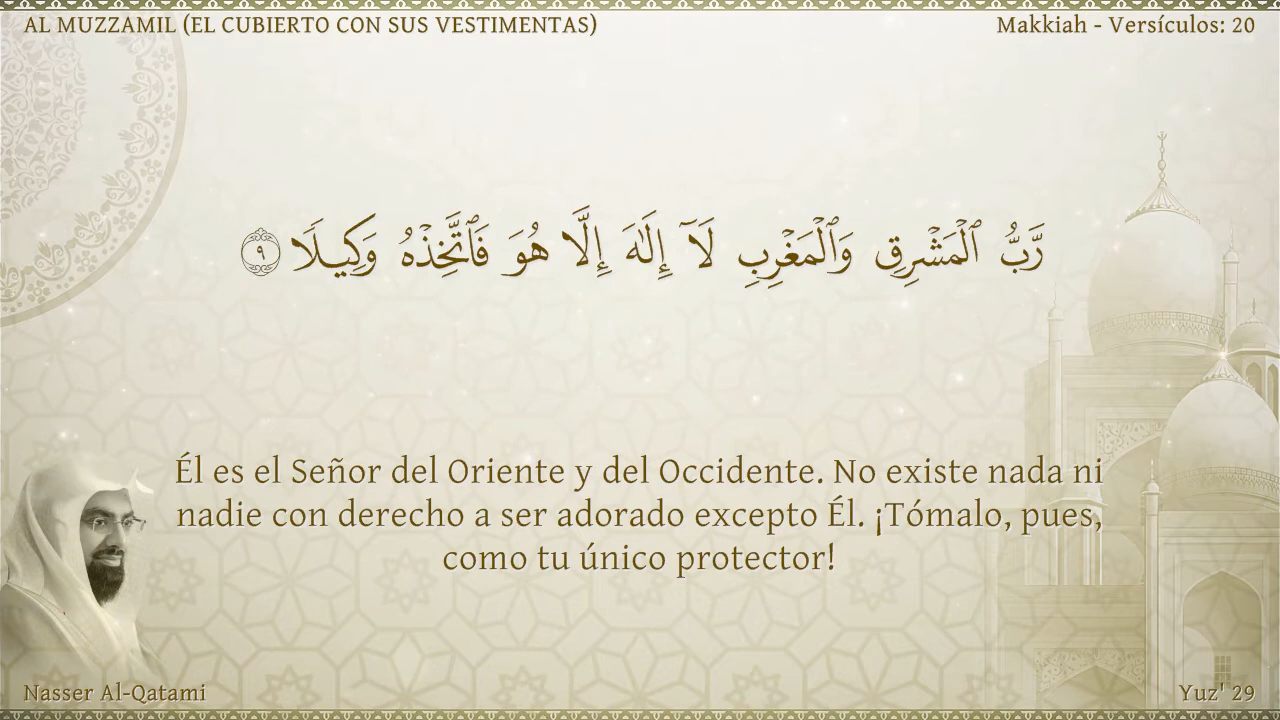 AL MUZZAMIL (EL CUBIERTO CON SUS VESTIMENTAS)
Makkiah - Versículos: 20
رَّبُّ ٱلْمَشْرِقِ وَٱلْمَغْرِبِ لَآ إِلَٰهَ إِلَّا هُوَ فَٱتَّخِذْهُ وَكِيلًا ٩
Él es el Señor del Oriente y del Occidente. No existe nada ni
nadie con derecho a ser adorado excepto Él. ¡Tómalo, pues,
como tu único protector!
Nasser Al-Qatami
Yuz' 29